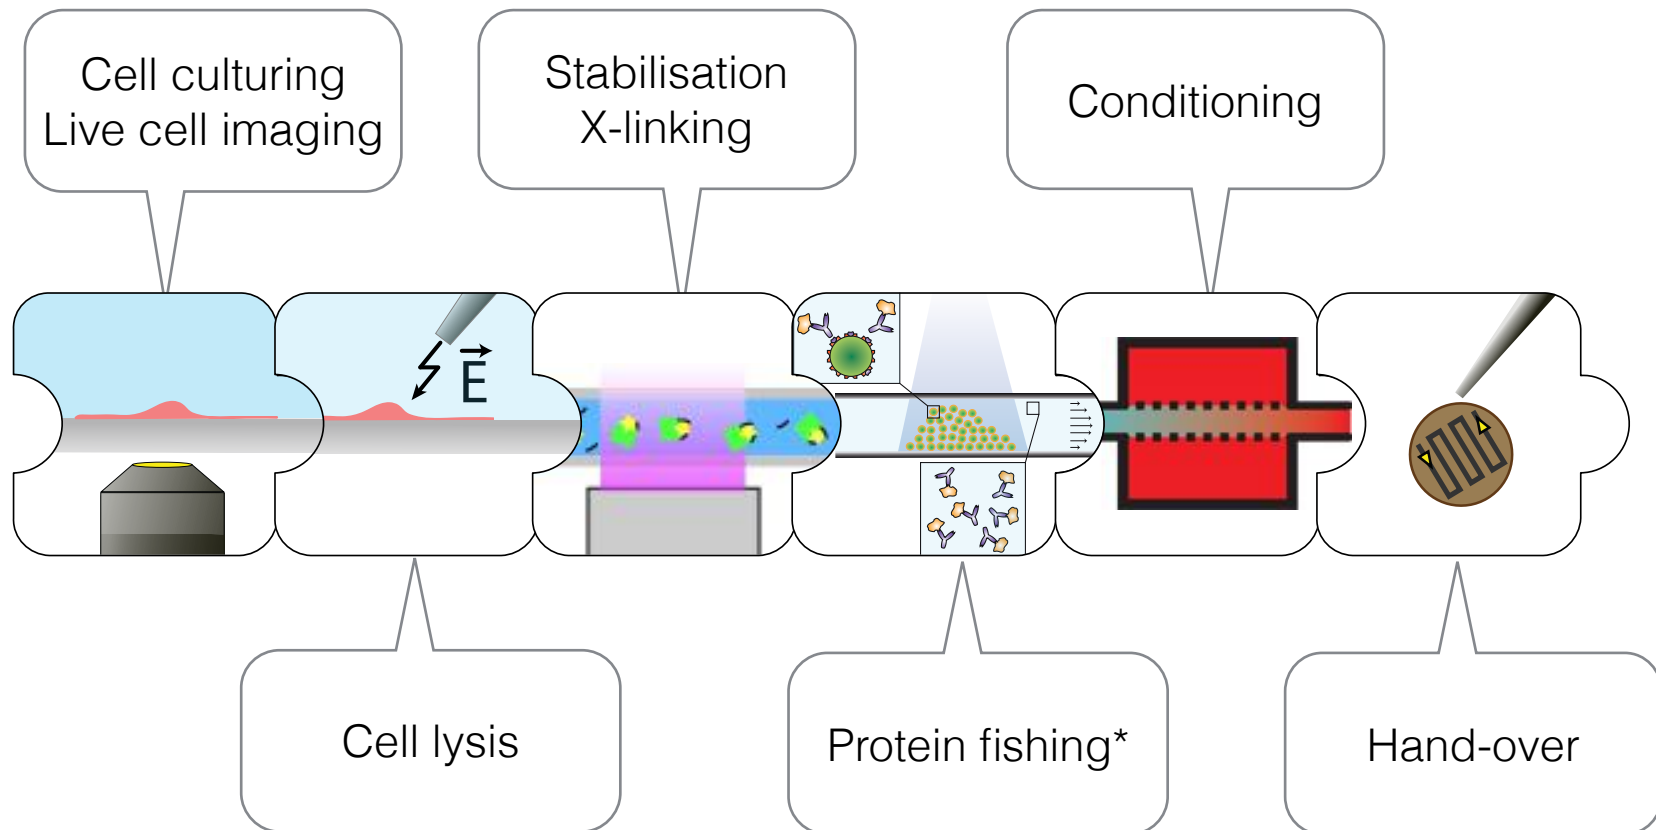 Cell culturing
Live cell imaging
Stabilisation
X-linking
Conditioning
E
Cell lysis
Protein fishing*
Hand-over